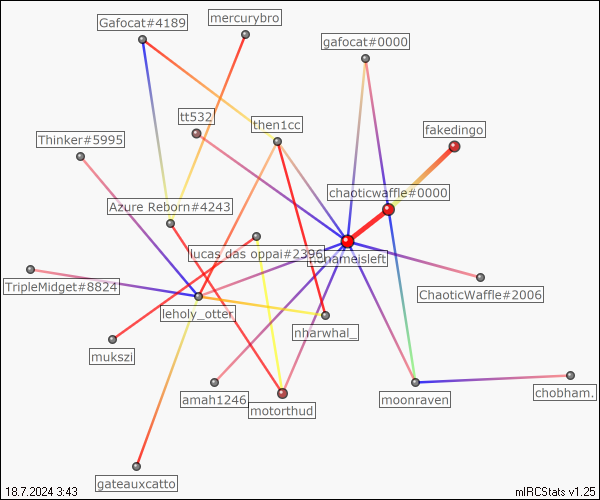 mercurybro
Gafocat#4189
gafocat#0000
tt532
then1cc
fakedingo
Thinker#5995
chaoticwaffle#0000
Azure Reborn#4243
lucas das oppai#2396
nameisleft
TripleMidget#8824
ChaoticWaffle#2006
leholy_otter
nharwhal_
mukszi
amah1246
motorthud
moonraven
chobham.
gateauxcatto
18.7.2024 3:43
mIRCStats v1.25